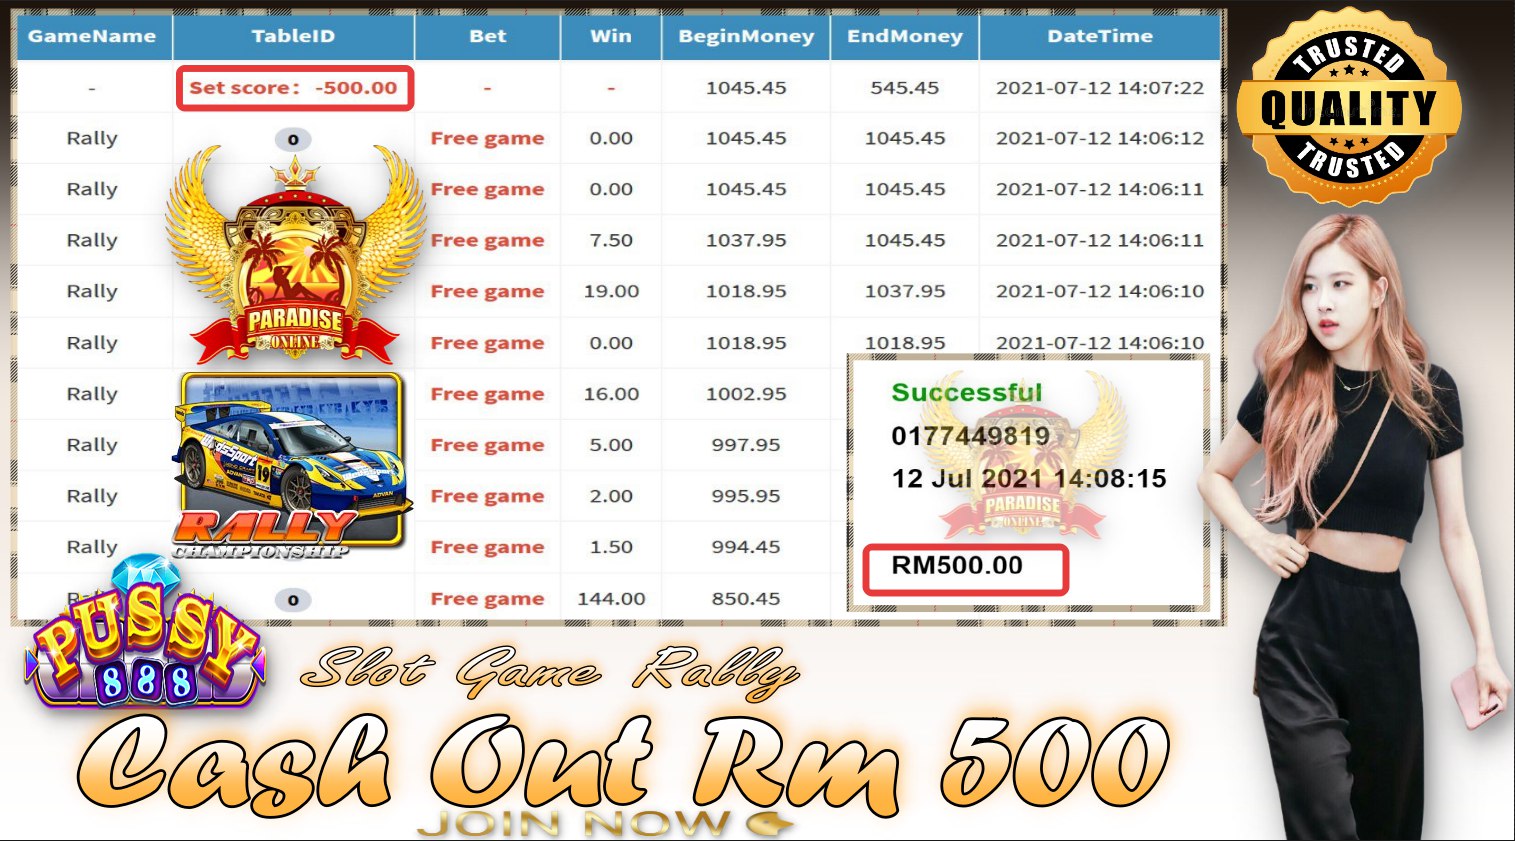 GameName TableID Bet Win BeginMoney EndMoney DateTime
- Set score: -500.00 - - 1045.45 545.45 2021-07-12 14:07:22
Rally 0 Free game 0.00 1045.45 1045.45 2021-07-12 14:06:12
Rally Free game 0.00 1045.45 1045.45 2021-07-12 14:06:11
Rally Free game 7.50 1037.95 1045.45 2021-07-12 14:06:11
Rally Free game 19.00 1018.95 1037.95 2021-07-12 14:06:10
Rally Free game 0.00 1018.95 1018.95 2021-07-12 14:06:10
Rally Free game 16.00 1002.95
Rally Free game 5.00 997.95
Rally Free game 2.00 995.95
Rally Free game 1.50 994.45
0 Free game 144.00 850.45
PARADISE
ONLINE
WedsSport
19
ADVAN
RALLY
CHAMPIONSHIP
Successful
0177449819
12 Jul 2021 14:08:15
PARADISE
ONLINE
RM500.00
TRUSTED
QUALITY
TRUSTED
PUSSY
888
Slot Game Rally
Cash Out Rm 500
JOIN NOW